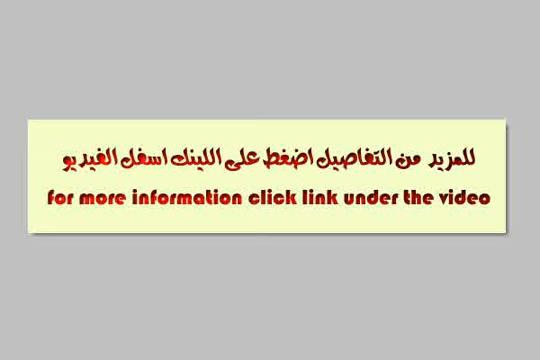 للمزيد من التفاصيل اضغط على اللينك اسفل الفيديو
for more information click link under the video